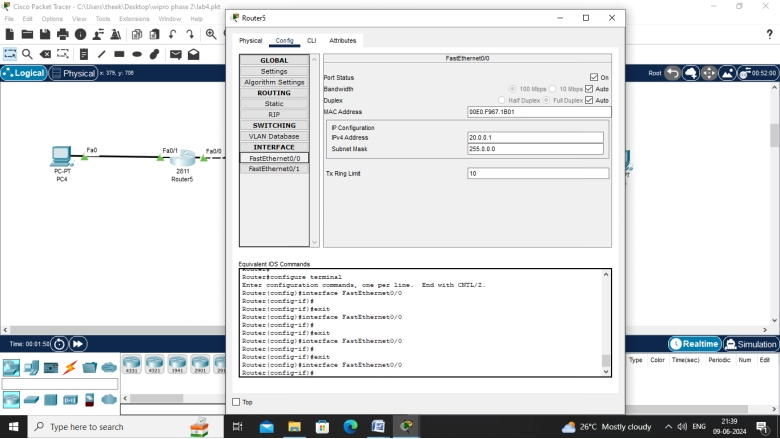 Cisco Packet Tracer - C:\Users\theek\Desktop\wipro phase 2\lab4.pkt
File Edit Options View Tools Extensions Window Help
Logical Physical x: 379, y: 706
Root 00:52:00
Fa0 Fa0/1 Fa0/0
PC-PT 2811
PC4 Router5
Router5
Physical Config CLI Attributes
GLOBAL
Settings
Algorithm Settings
ROUTING
Static
RIP
SWITCHING
VLAN Database
INTERFACE
FastEthernet0/0
FastEthernet0/1
FastEthernet0/0
Port Status On
Bandwidth 100 Mbps 10 Mbps Auto
Duplex Half Duplex Full Duplex Auto
MAC Address 00E0.F967.1B01
IP Configuration
IPv4 Address 20.0.0.1
Subnet Mask 255.0.0.0
Tx Ring Limit 10
Equivalent IOS Commands
Router#
Router#configure terminal
Enter configuration commands, one per line. End with CNTL/Z.
Router(config)#interface FastEthernet0/0
Router(config-if)#
Router(config-if)#exit
Router(config)#interface FastEthernet0/0
Router(config-if)#
Router(config-if)#exit
Router(config)#interface FastEthernet0/0
Router(config-if)#
Router(config-if)#exit
Router(config)#interface FastEthernet0/0
Router(config-if)#
Top
Time: 00:01:50
Realtime Simulation
4331 4321 1941 2901 291
Type Color Time(sec) Periodic Num Edit
Type here to search
26°C Mostly cloudy
ENG
21:39
09-06-2024